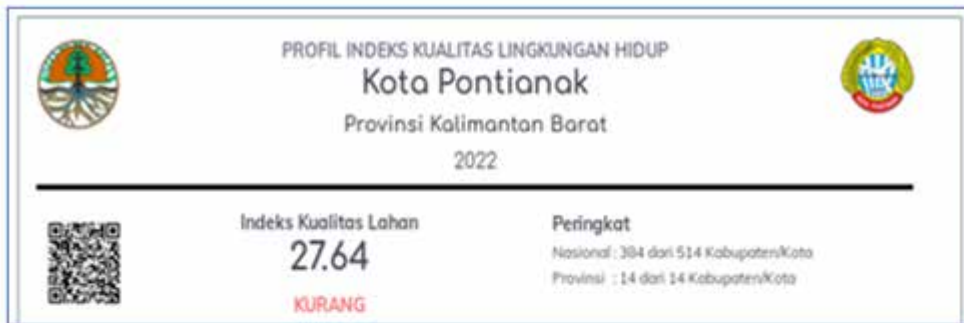 PROFIL INDEKS KUALITAS LINGKUNGAN HIDUP
Kota Pontianak
Provinsi Kalimantan Barat
2022
Indeks Kualitas Lahan
27.64
KURANG
Peringkat
Nasional : 384 dari 514 Kabupaten/Kota
Provinsi : 14 dari 14 Kabupaten/Kota